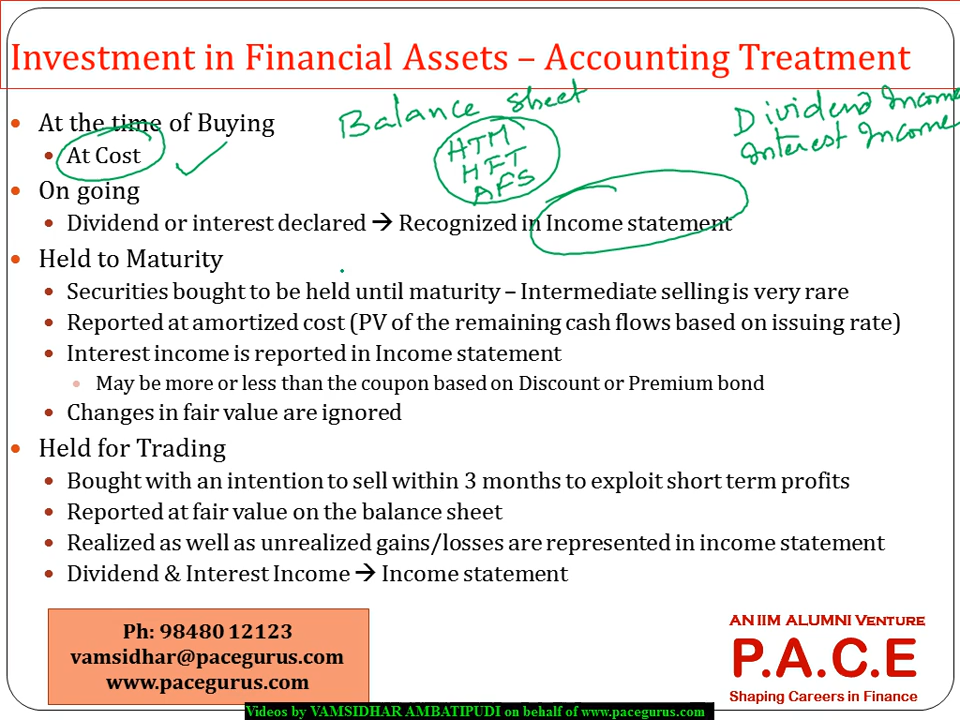 Investment in Financial Assets – Accounting Treatment
Balance Sheet
Dividend Income
Interest Income
HTM
HFT
AFS
• At the time of Buying
• At Cost
• On going
• Dividend or interest declared → Recognized in Income statement
• Held to Maturity
• Securities bought to be held until maturity – Intermediate selling is very rare
• Reported at amortized cost (PV of the remaining cash flows based on issuing rate)
• Interest income is reported in Income statement
• May be more or less than the coupon based on Discount or Premium bond
• Changes in fair value are ignored
• Held for Trading
• Bought with an intention to sell within 3 months to exploit short term profits
• Reported at fair value on the balance sheet
• Realized as well as unrealized gains/losses are represented in income statement
• Dividend & Interest Income → Income statement
Ph: 98480 12123
vamsidhar@pacegurus.com
www.pacegurus.com
AN IIM ALUMNI VENTURE
P.A.C.E
Shaping Careers in Finance
Videos by VAMSIDHAR AMBATIPUDI on behalf of www.pacegurus.com